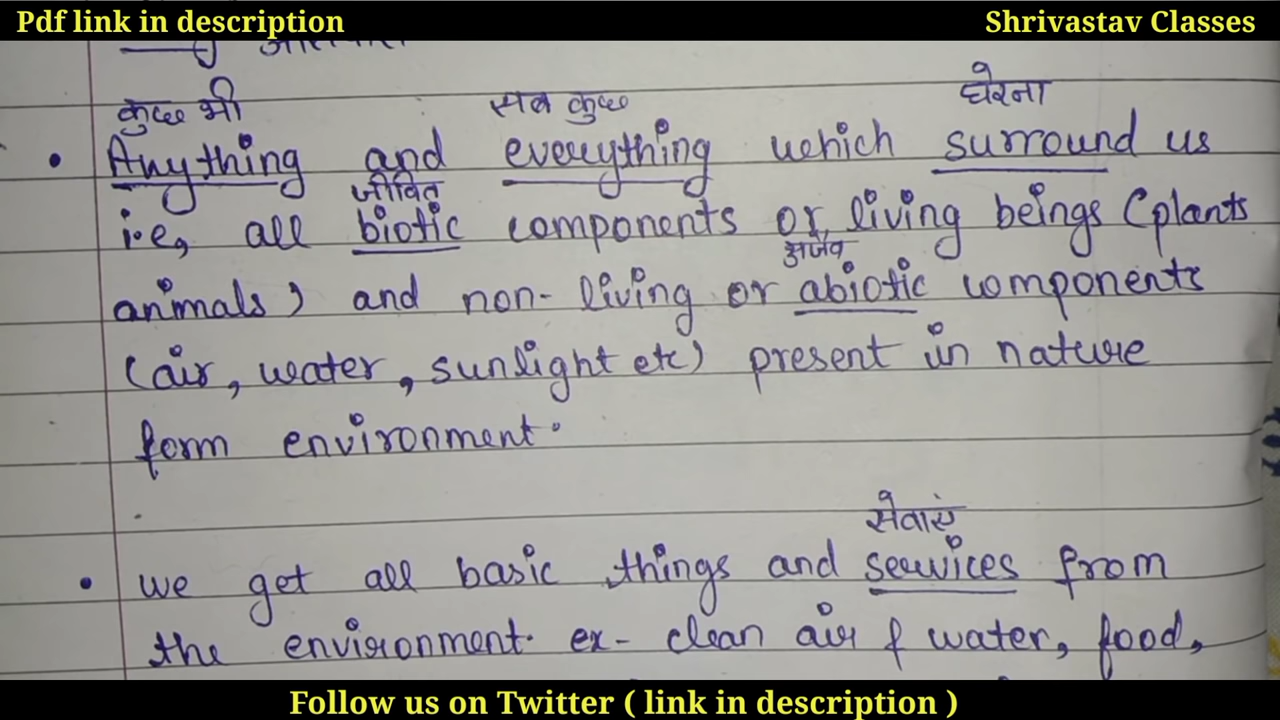 Pdf link in description
Shrivastav Classes
कुछ भी सब कुछ घेरना
• Anything and everything which surround us
जीवित
i.e, all biotic components or living beings (plants
अजैव
animals) and non-living or abiotic components
(air, water, sunlight etc) present in nature
form environment.
सेवाएं
• we get all basic things and services from
the environment. ex- clean air & water, food,
Follow us on Twitter ( link in description )